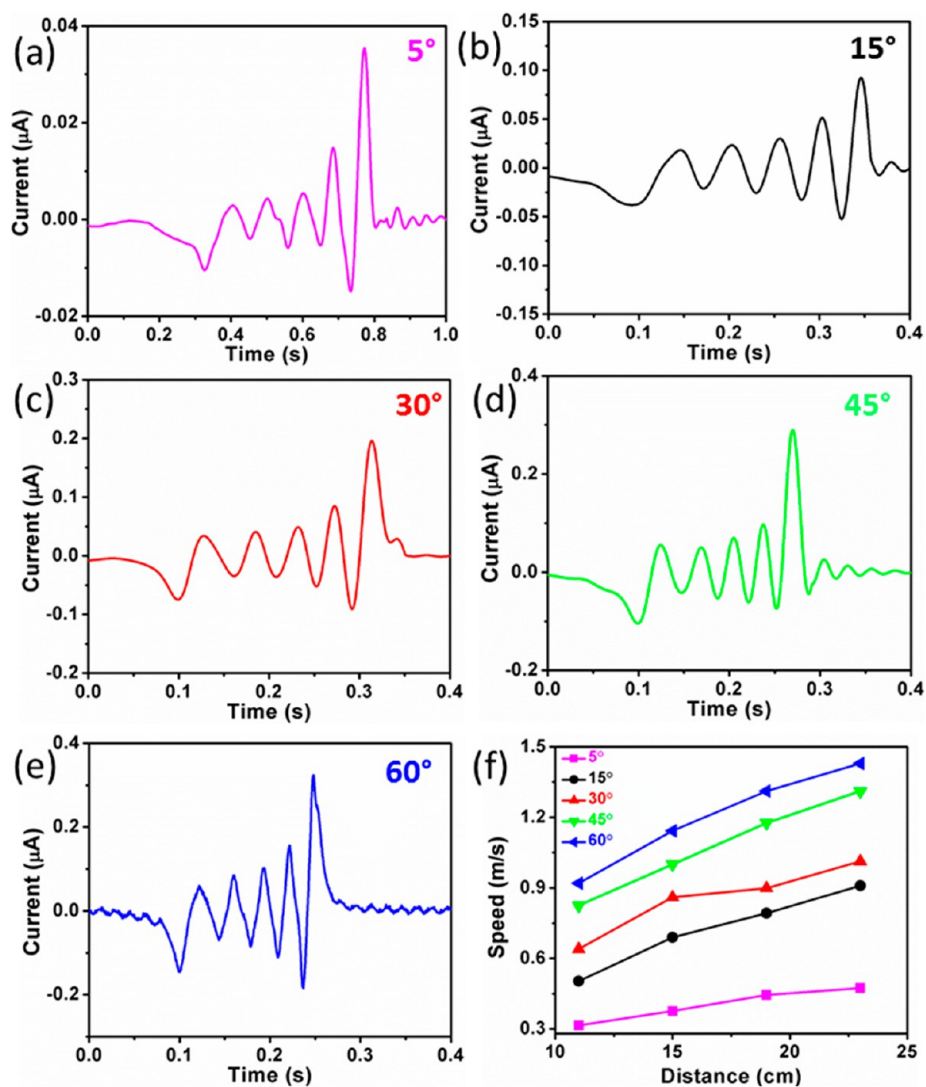 (a)
5°
0.04
0.02
0.00
-0.02
Current (μA)
0.0 0.2 0.4 0.6 0.8 1.0
Time (s)
(b)
15°
0.15
0.10
0.05
0.00
-0.05
-0.10
-0.15
Current (μA)
0.0 0.1 0.2 0.3 0.4
Time (s)
(c)
30°
0.3
0.2
0.1
0.0
-0.1
-0.2
Current (μA)
0.0 0.1 0.2 0.3 0.4
Time (s)
(d)
45°
0.4
0.2
0.0
-0.2
Current (μA)
0.0 0.1 0.2 0.3 0.4
Time (s)
(e)
60°
0.4
0.2
0.0
0.2
Current (μA)
0.0 0.1 0.2 0.3 0.4
Time (s)
(f)
5°
15°
30°
45°
60°
1.5
1.2
0.9
0.6
0.3
Speed (m/s)
10 15 20 25
Distance (cm)